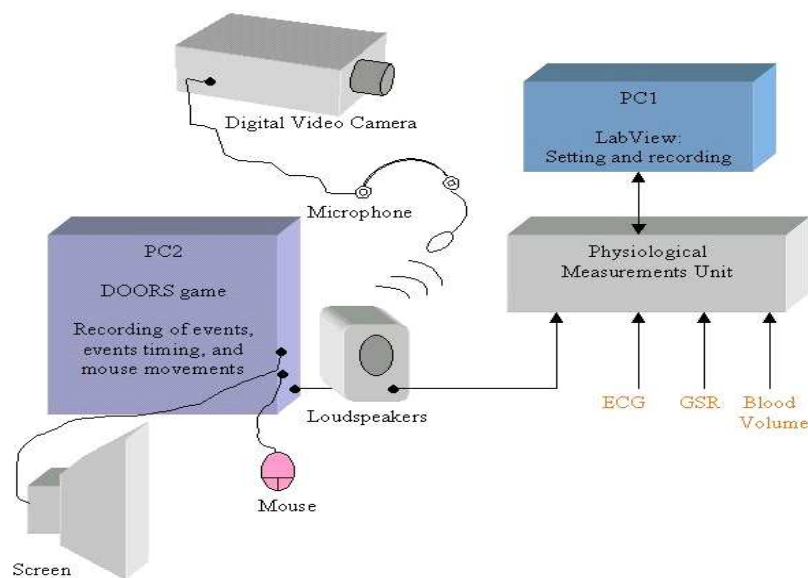 Digital Video Camera
Microphone
PC1
LabView:
Setting and recording
Physiological
Measurements Unit
PC2
DOORS game
Recording of events,
events timing, and
mouse movements
Loudspeakers
ECG
GSR
Blood
Volume
Mouse
Screen